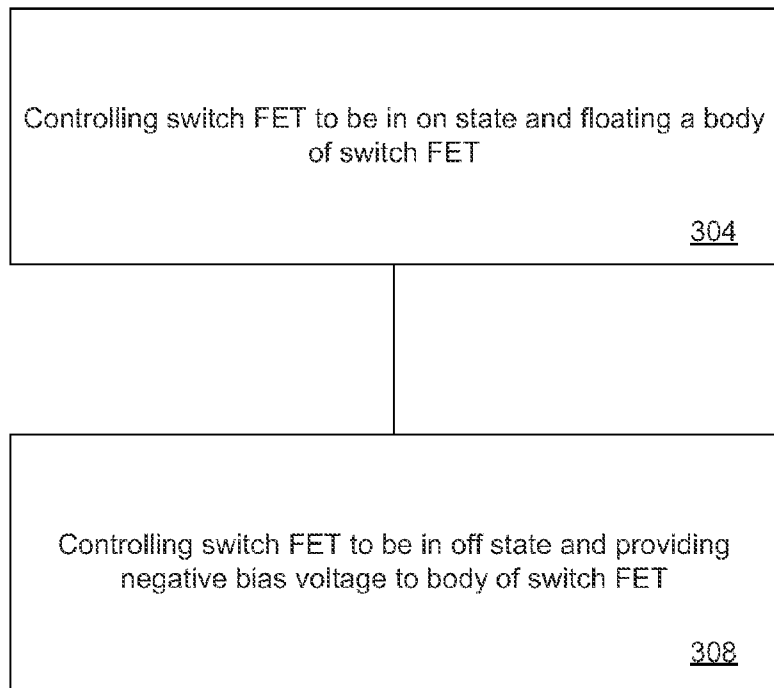 Controlling switch FET to be in on state and floating a body
of switch FET
304
Controlling switch FET to be in off state and providing
negative bias voltage to body of switch FET
308